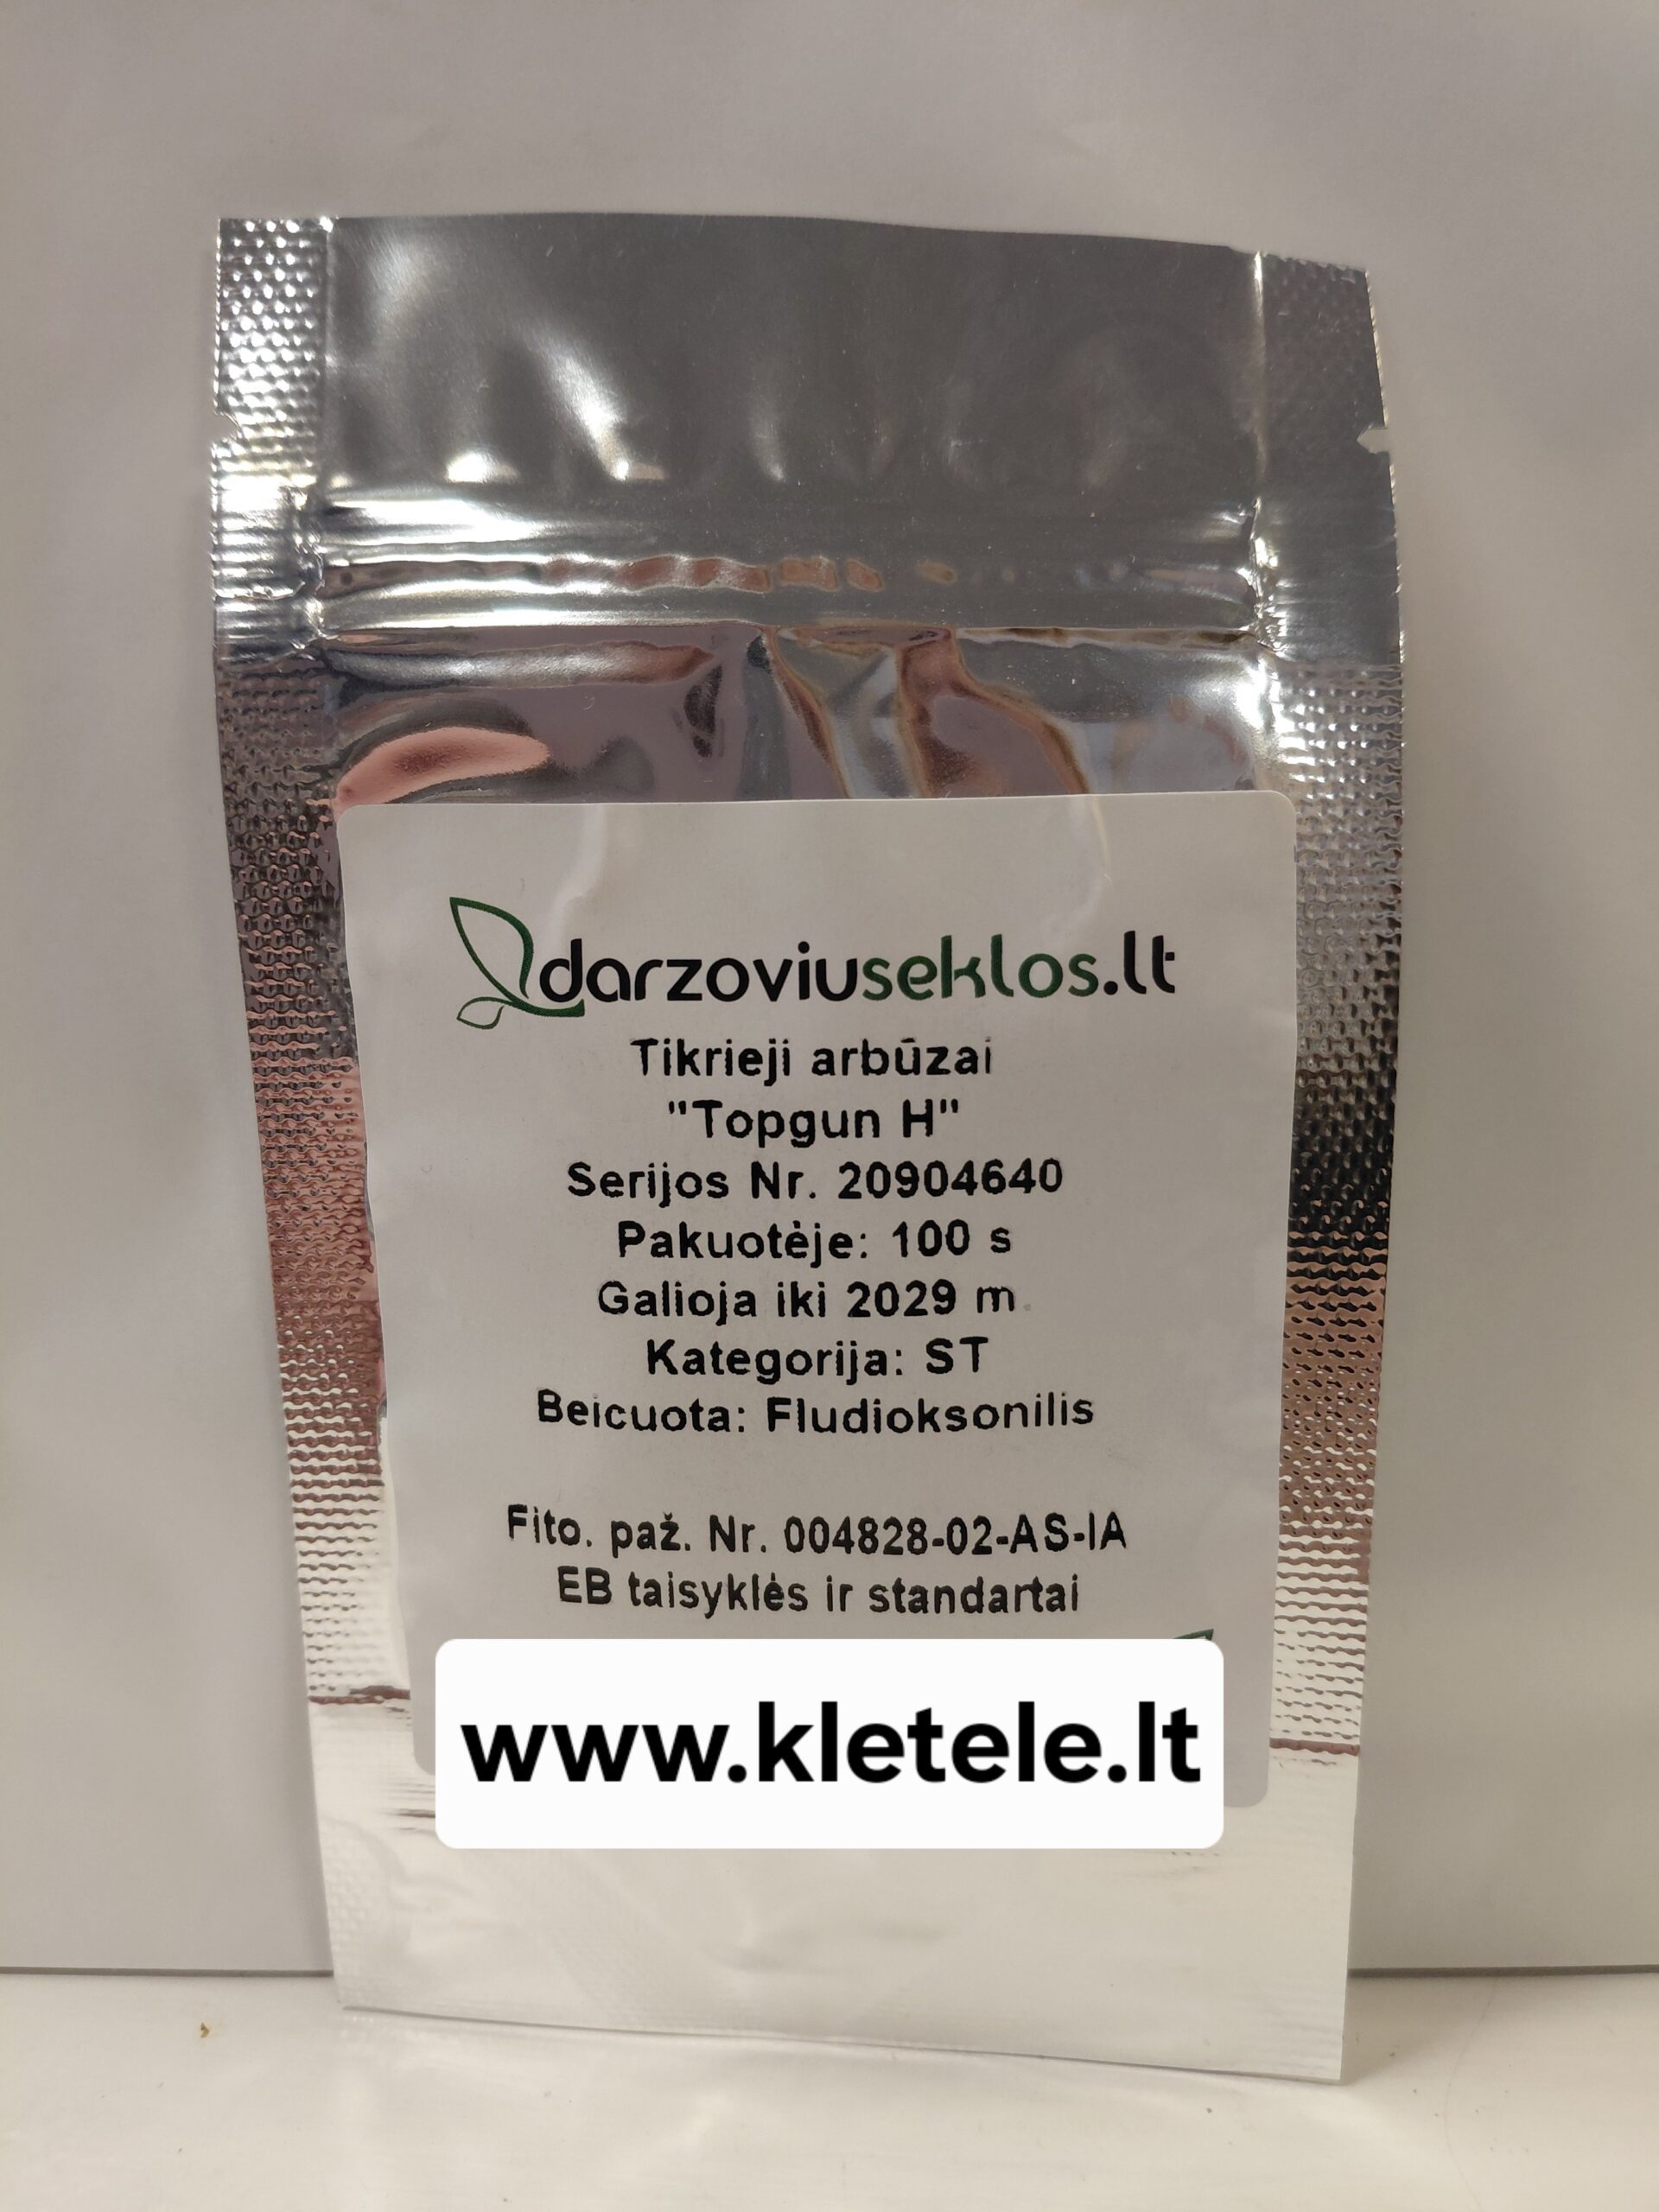 darzoviuseklos.lt
Tikrieji arbūzai
"Topgun H"
Serijos Nr. 20904640
Pakuotėje: 100 s
Galioja iki 2029 m.
Kategorija: ST
Beicuota: Fludioksonilis
Fito. paž. Nr. 004828-02-AS-IA
EB taisyklės ir standartai
www.kletele.lt